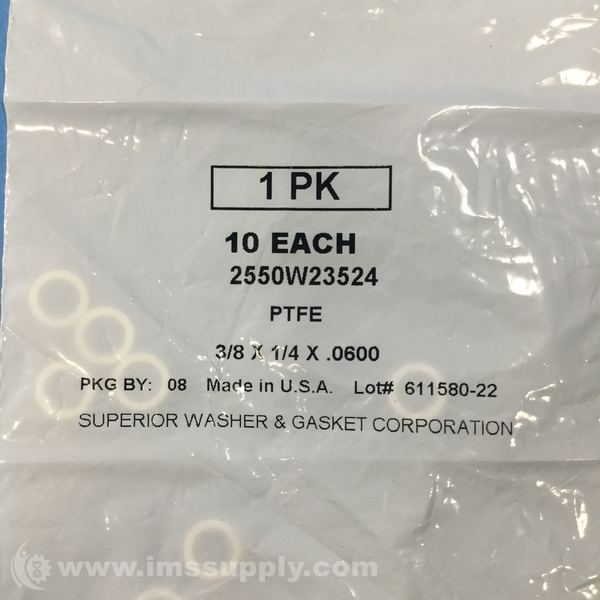 1 PK
10 EACH
2550W23524
PTFE
3/8 X 1/4 X .0600
PKG BY: 08 Made in U.S.A. Lot# 611580-22
SUPERIOR WASHER & GASKET CORPORATION
www.imssupply.com